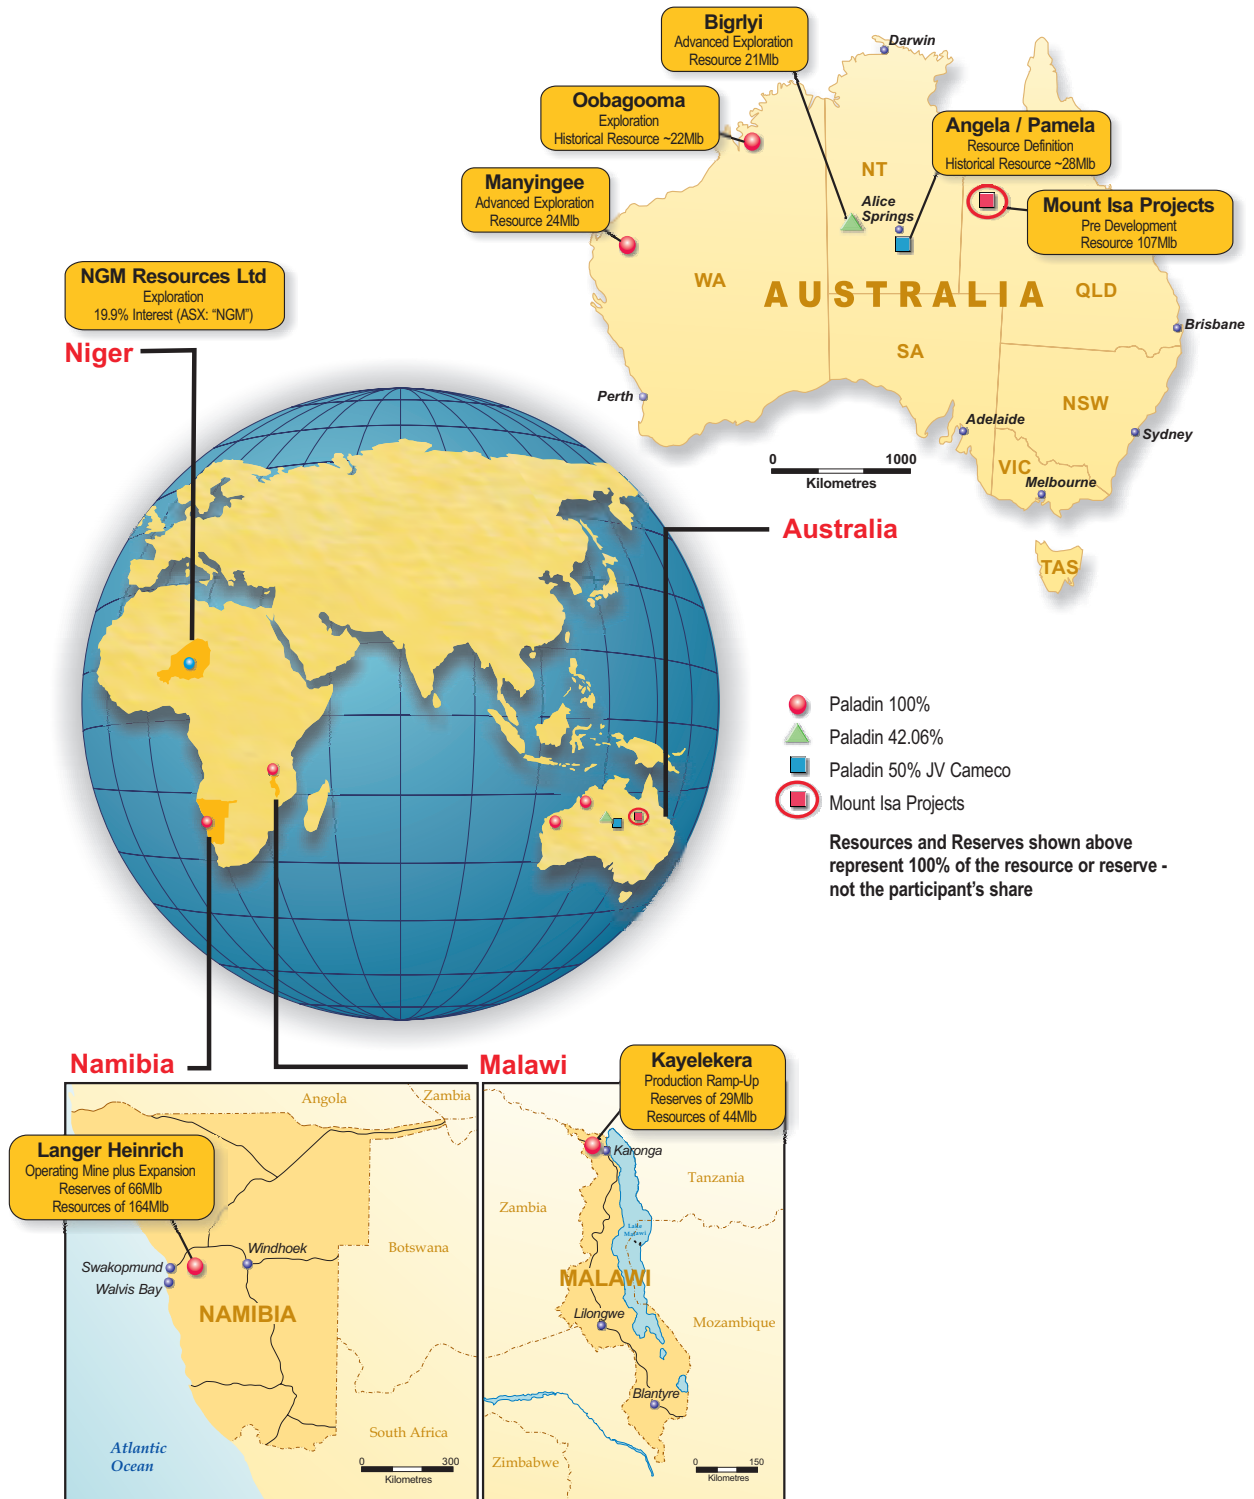 Bigrlyi
Advanced Exploration
Resource 21Mlb
Darwin
Oobagooma
Exploration
Historical Resource ~22Mlb
Angela / Pamela
Resource Definition
Historical Resource ~28Mlb
NT
Manyingee
Advanced Exploration
Resource 24Mlb
Alice
Springs
Mount Isa Projects
Pre Development
Resource 107Mlb
NGM Resources Ltd
Exploration
19.9% Interest (ASX: “NGM”)
WA
AUSTRALIA
QLD
Niger
Brisbane
SA
Perth
NSW
Adelaide
Sydney
0 1000
Kilometres
VIC
Melbourne
Australia
TAS
Paladin 100%
Paladin 42.06%
Paladin 50% JV Cameco
Mount Isa Projects
Resources and Reserves shown above
represent 100% of the resource or reserve -
not the participant’s share
Namibia
Malawi
Angola
Zambia
Langer Heinrich
Operating Mine plus Expansion
Reserves of 66Mlb
Resources of 164Mlb
Botswana
Windhoek
Swakopmund
Walvis Bay
NAMIBIA
South Africa
Atlantic
Ocean
0 300
Kilometres
Kayelekera
Production Ramp-Up
Reserves of 29Mlb
Resources of 44Mlb
Karonga
Tanzania
Zambia
Lake
Malawi
MALAWI
Lilongwe
Mozambique
Blantyre
Zimbabwe
0 150
Kilometres